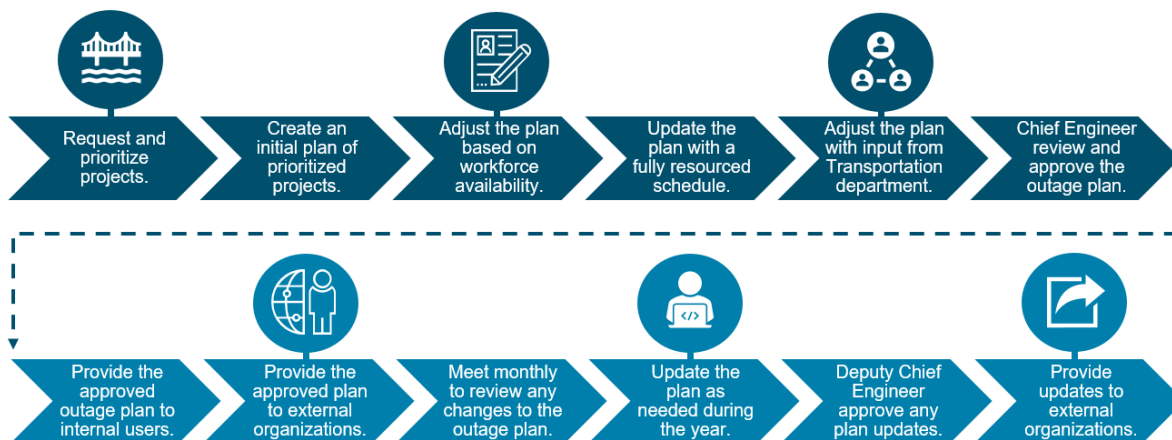 Request and
prioritize
projects.
Create an
initial plan of
prioritized
projects.
Adjust the plan
based on
workforce
availability.
Update the
plan with a
fully resourced
schedule.
Adjust the plan
with input from
Transportation
department.
Chief Engineer
review and
approve the
outage plan.
Provide the
approved
outage plan to
internal users.
Provide the
approved plan
to external
organizations.
Meet monthly
to review any
changes to the
outage plan.
</>
Update the
plan as
needed during
the year.
Deputy Chief
Engineer
approve any
plan updates.
Provide
updates to
external
organizations.